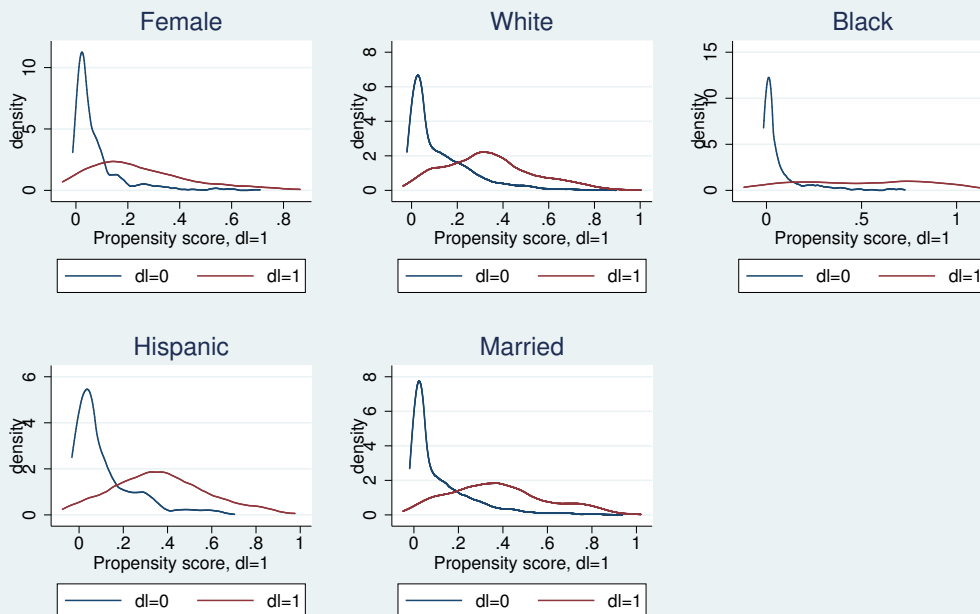 Female
density
0
5
10
0
.2
.4
.6
.8
Propensity score, dl=1
dl=0
dl=1
White
density
0
2
4
6
8
0
.2
.4
.6
.8
1
Propensity score, dl=1
dl=0
dl=1
Black
density
0
5
10
15
0
.5
1
Propensity score, dl=1
dl=0
dl=1
Hispanic
density
0
2
4
6
0
.2
.4
.6
.8
1
Propensity score, dl=1
dl=0
dl=1
Married
density
0
2
4
6
8
0
.2
.4
.6
.8
1
Propensity score, dl=1
dl=0
dl=1